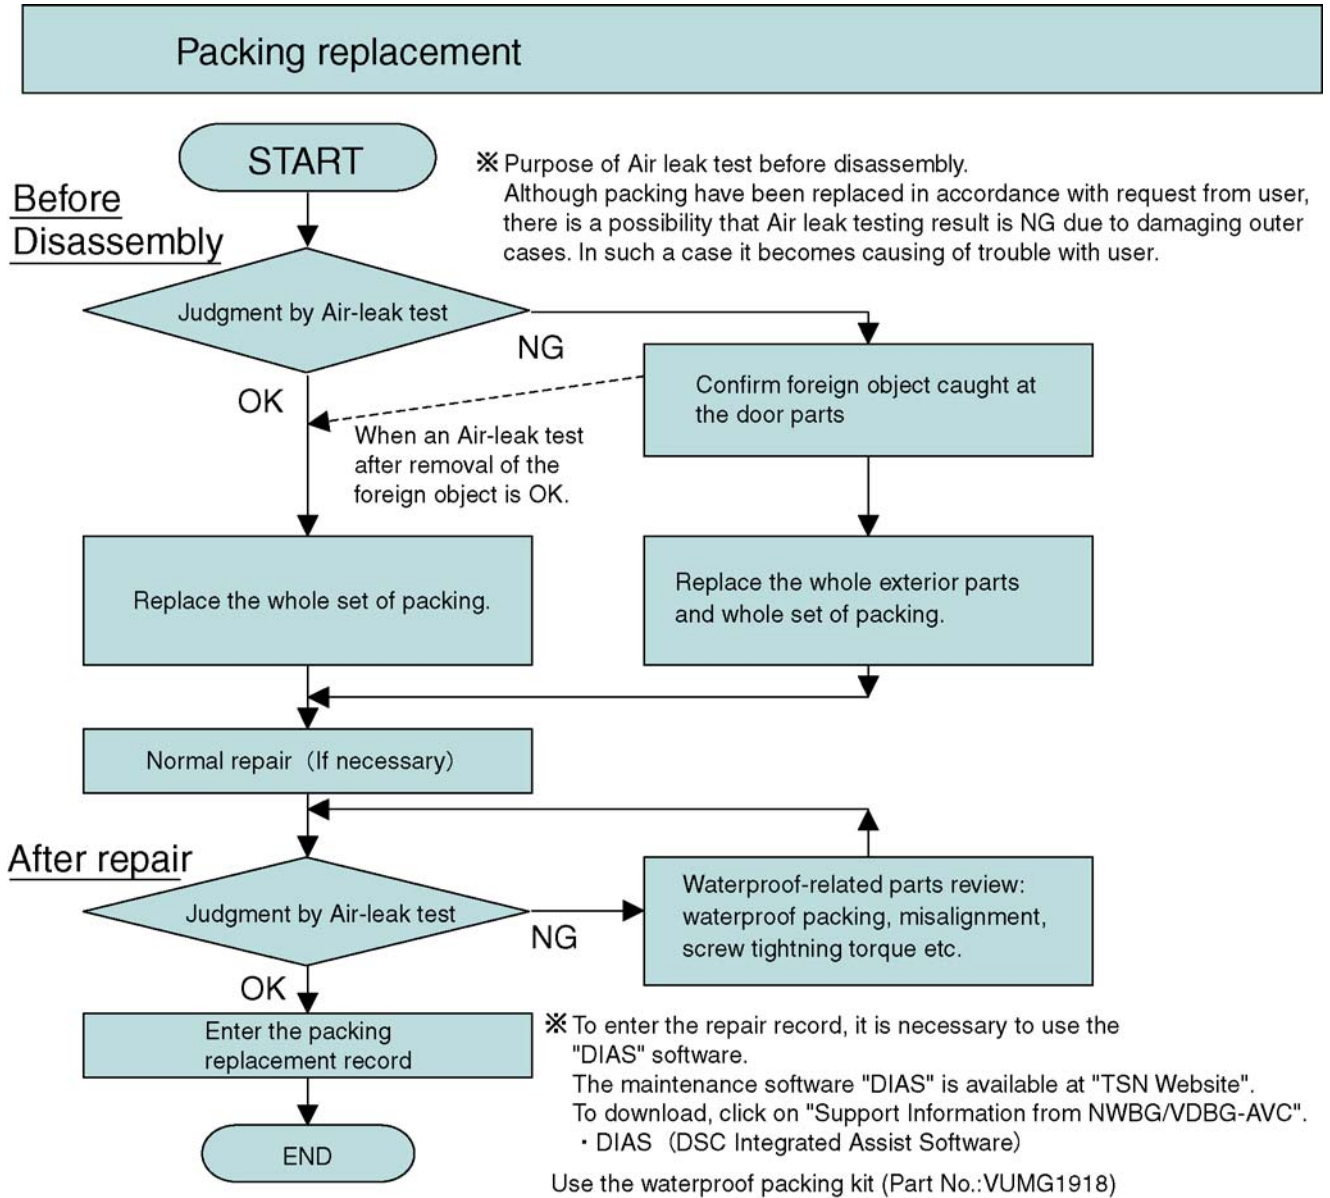 Packing replacement
START
※ Purpose of Air leak test before disassembly.
Although packing have been replaced in accordance with request from user,
there is a possibility that Air leak testing result is NG due to damaging outer
cases. In such a case it becomes causing of trouble with user.
Before
Disassembly
Judgment by Air-leak test
NG
OK
Confirm foreign object caught at
the door parts
When an Air-leak test
after removal of the
foreign object is OK.
Replace the whole set of packing.
Replace the whole exterior parts
and whole set of packing.
Normal repair (If necessary)
After repair
Judgment by Air-leak test
NG
OK
Waterproof-related parts review:
waterproof packing, misalignment,
screw tightning torque etc.
Enter the packing
replacement record
※ To enter the repair record, it is necessary to use the
"DIAS" software.
The maintenance software "DIAS" is available at "TSN Website".
To download, click on "Support Information from NWBG/VDBG-AVC".
・DIAS (DSC Integrated Assist Software)
END
Use the waterproof packing kit (Part No.:VUMG1918)